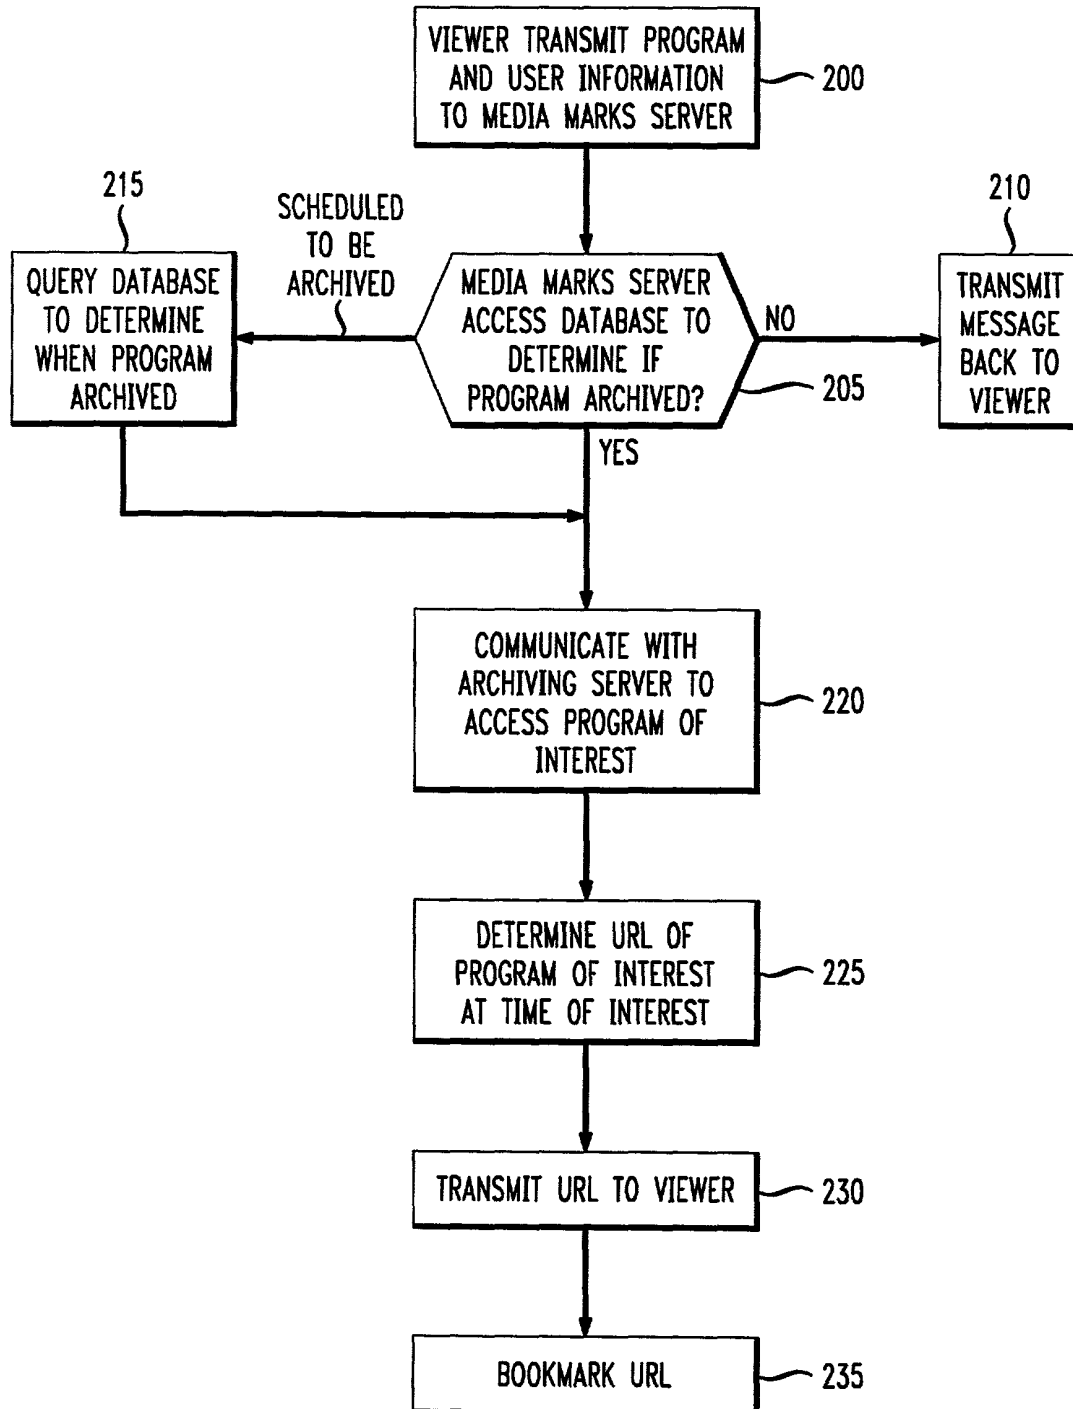 VIEWER TRANSMIT PROGRAM
AND USER INFORMATION
TO MEDIA MARKS SERVER
200
215
SCHEDULED
TO BE
ARCHIVED
210
QUERY DATABASE
TO DETERMINE
WHEN PROGRAM
ARCHIVED
MEDIA MARKS SERVER
ACCESS DATABASE TO
DETERMINE IF
PROGRAM ARCHIVED?
NO
205
TRANSMIT
MESSAGE
BACK TO
VIEWER
YES
COMMUNICATE WITH
ARCHIVING SERVER TO
ACCESS PROGRAM OF
INTEREST
220
DETERMINE URL OF
PROGRAM OF INTEREST
AT TIME OF INTEREST
225
TRANSMIT URL TO VIEWER
230
BOOKMARK URL
235